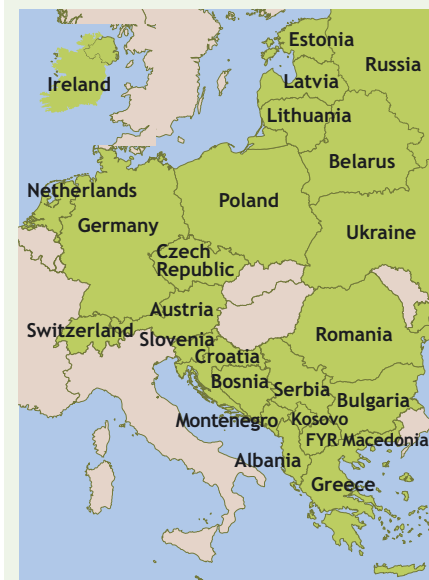 Estonia
Russia
Ireland
Latvia
Lithuania
Belarus
Netherlands
Poland
Germany
Ukraine
Czech
Republic
Austria
Switzerland
Slovenia
Romania
Croatia
Bosnia
Serbia
Bulgaria
Montenegro
Kosovo
FYR Macedonia
Albania
Greece